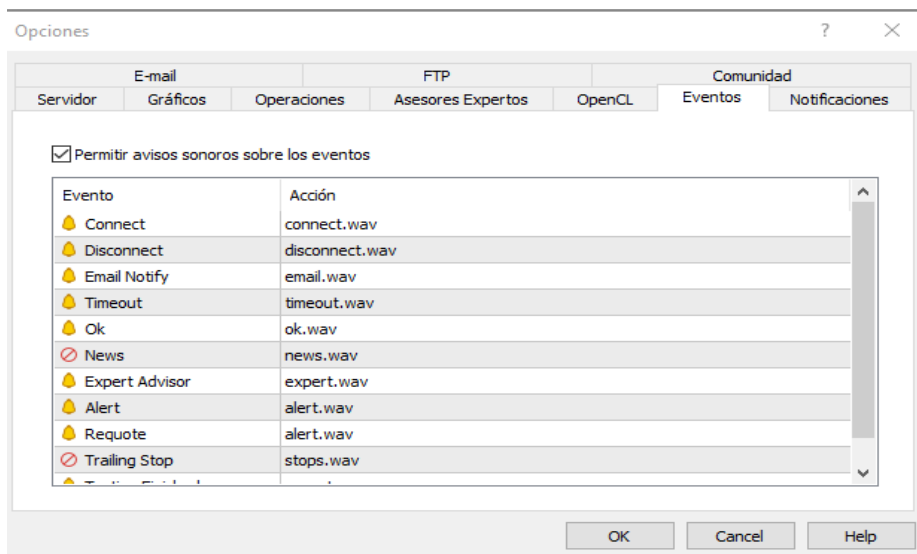 Opciones
E-mail FTP Comunidad
Servidor Gráficos Operaciones Asesores Expertos OpenCL Eventos Notificaciones
Permitir avisos sonoros sobre los eventos
Evento Acción
Connect connect.wav
Disconnect disconnect.wav
Email Notify email.wav
Timeout timeout.wav
Ok ok.wav
News news.wav
Expert Advisor expert.wav
Alert alert.wav
Requote alert.wav
Trailing Stop stops.wav
OK Cancel Help